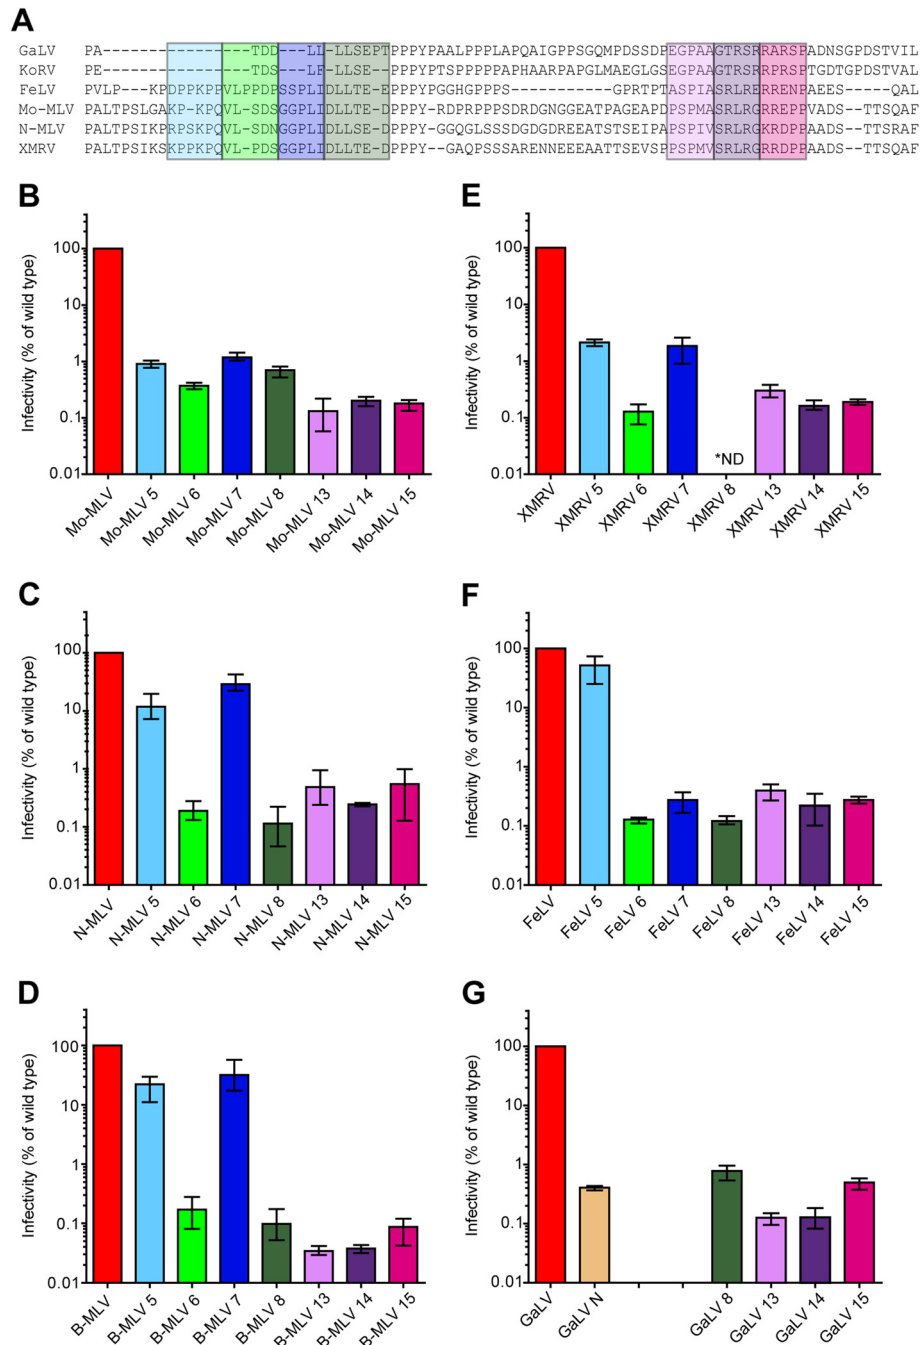 A
GaLV PA---------------TDD---LL-LSEPTPPPPYPAALPPPLAPQAIGPPSGQMPDSSDPEGPAAGTRSRRARSPADNSGPDSTVIL
KoRV PE---------------TDS---LF-LLSE-EPPPPYPTSPPPPPAPHAARPAPGLMAEGLGSEGPAAGTRSRRPRSPTGDTGPDSTVAL
FeLV PVLP---KPDPPKPPVLPPDPSSPLIDLLTE-EPPPPYPGGHGPPPS---------------GPRTPTASPIASRLRERRENPAEES---QAL
Mo-MLV PALTPSLGAK-KPQVL-SDSGGPLIDLLTE-DPPPYRDPRPPPSDRDGNGGEATPAGEAPDPSPMASRLRGRREPPVADS--TTSQAF
N-MLV PALTPSIKPRPSKPQVL-SDNGGPLIDLLSE-DPPPY-GGQGLSSSDGDGDREEATSTSEIPAPSPIVSRLRGKRDPPAADS--TTSRAF
XMRV PALTPSIKSKPPKPQVL-PDSGGPLIDLLTE-DPPPY-GAQPSSSARENNEEEAATTSEVSPPSPMVSRLRGRRDPPAADS--TTSQAF
B
Infectivity (% of wild type)
100
10
1
0.1
0.01
Mo-MLV
Mo-MLV 5
Mo-MLV 6
Mo-MLV 7
Mo-MLV 8
Mo-MLV 13
Mo-MLV 14
Mo-MLV 15
E
Infectivity (% of wild type)
100
10
1
0.1
0.01
*ND
XMRV
XMRV 5
XMRV 6
XMRV 7
XMRV 8
XMRV 13
XMRV 14
XMRV 15
C
Infectivity (% of wild type)
100
10
1
0.1
0.01
N-MLV
N-MLV 5
N-MLV 6
N-MLV 7
N-MLV 8
N-MLV 13
N-MLV 14
N-MLV 15
F
Infectivity (% of wild type)
100
10
1
0.1
0.01
FeLV
FeLV 5
FeLV 6
FeLV 7
FeLV 8
FeLV 13
FeLV 14
FeLV 15
D
Infectivity (% of wild type)
100
10
1
0.1
0.01
B-MLV
B-MLV 5
B-MLV 6
B-MLV 7
B-MLV 8
B-MLV 13
B-MLV 14
B-MLV 15
G
Infectivity (% of wild type)
100
10
1
0.1
0.01
GaLV
GaLV N
GaLV 8
GaLV 13
GaLV 14
GaLV 15